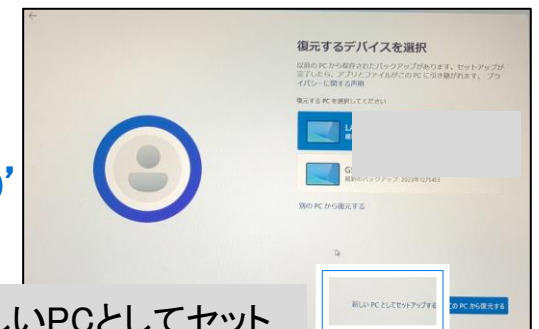 復元するデバイスを選択
以前の PC から保存されたバックアップがあります。セットアップが
完了したら、アプリとファイルがこの PC に引き継がれます。 プラ
イバシーに関する声明
復元する PC を選択してください
最新のバックアップ: 2023年12月4日
別の PC から復元する
新しい PC としてセットアップする
この PC から復元する
いPCとしてセット